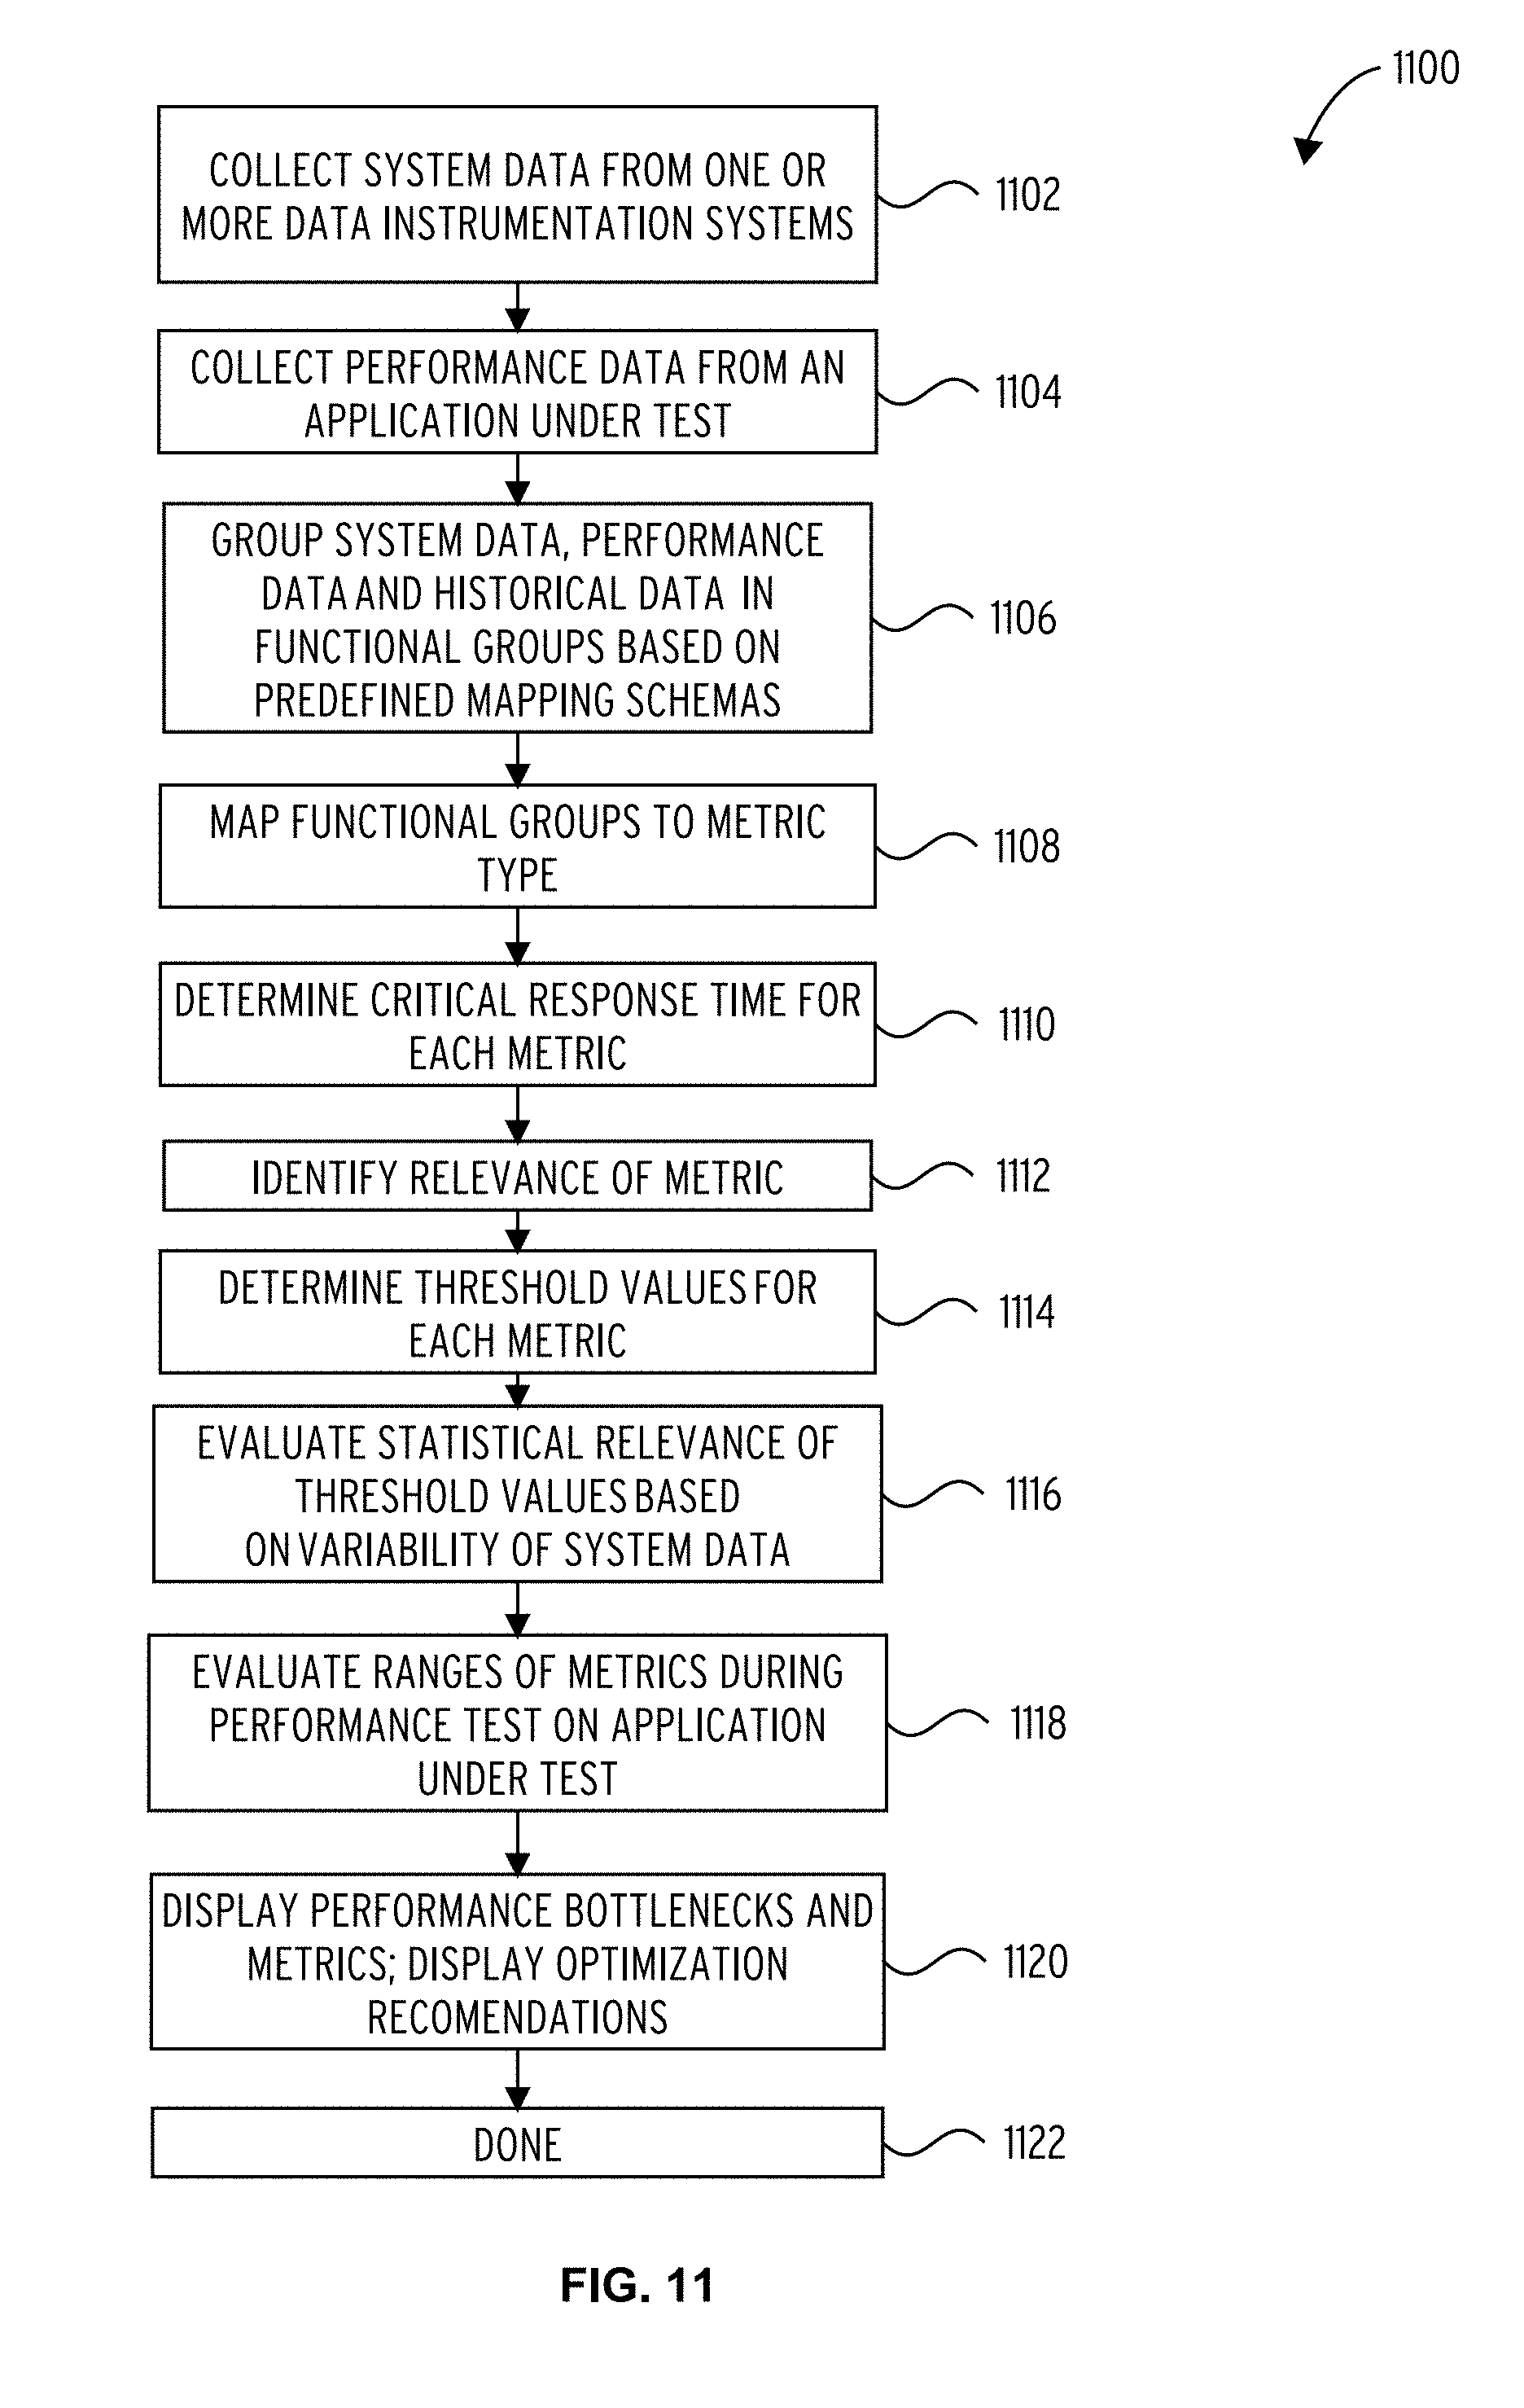 1100
COLLECT SYSTEM DATA FROM ONE OR
MORE DATA INSTRUMENTATION SYSTEMS
1102
COLLECT PERFORMANCE DATA FROM AN
APPLICATION UNDER TEST
1104
GROUP SYSTEM DATA, PERFORMANCE
DATA AND HISTORICAL DATA IN
FUNCTIONAL GROUPS BASED ON
PREDEFINED MAPPING SCHEMAS
1106
MAP FUNCTIONAL GROUPS TO METRIC
TYPE
1108
DETERMINE CRITICAL RESPONSE TIME FOR
EACH METRIC
1110
IDENTIFY RELEVANCE OF METRIC
1112
DETERMINE THRESHOLD VALUES FOR
EACH METRIC
1114
EVALUATE STATISTICAL RELEVANCE OF
THRESHOLD VALUES BASED
ON VARIABILITY OF SYSTEM DATA
1116
EVALUATE RANGES OF METRICS DURING
PERFORMANCE TEST ON APPLICATION
UNDER TEST
1118
DISPLAY PERFORMANCE BOTTLENECKS AND
METRICS; DISPLAY OPTIMIZATION
RECOMENDATIONS
1120
DONE
1122
FIG. 11